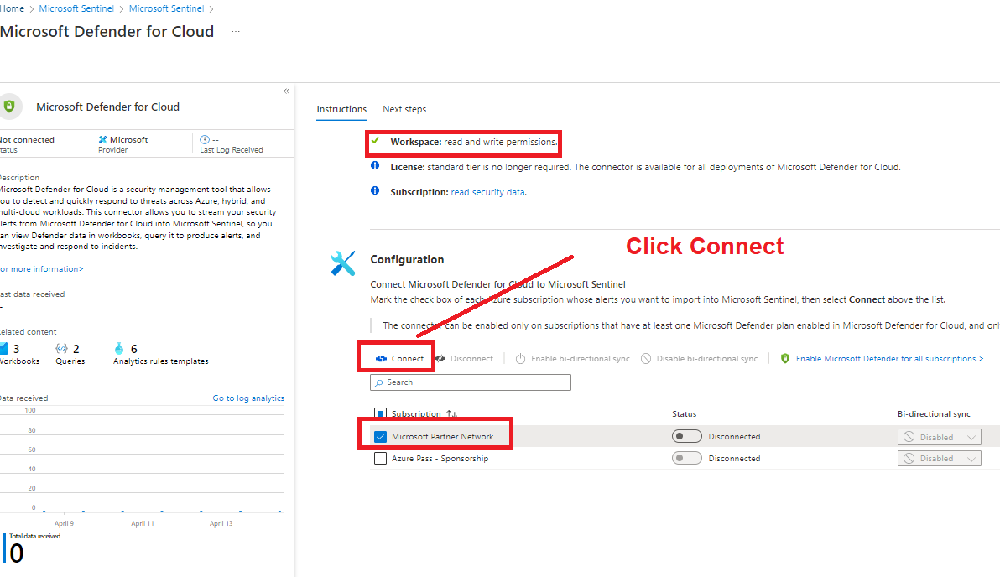 Home > Microsoft Sentinel > Microsoft Sentinel >
Microsoft Defender for Cloud ...
«
Microsoft Defender for Cloud
Not connected
tatus
Microsoft
Provider
--
Last Log Received
Description
Microsoft Defender for Cloud is a security management tool that allows
ou to detect and quickly respond to threats across Azure, hybrid, and
multi-cloud workloads. This connector allows you to stream your security
lerts from Microsoft Defender for Cloud into Microsoft Sentinel, so you
an view Defender data in workbooks, query it to produce alerts, and
nvestigate and respond to incidents.
or more information>
ast data received
--
elated content
3
Workbooks
2
Queries
6
Analytics rules templates
Data received
Go to log analytics
100
80
60
40
20
0
April 9
April 11
April 13
Total data received
0
Instructions
Next steps
Workspace: read and write permissions.
License: standard tier is no longer required. The connector is available for all deployments of Microsoft Defender for Cloud.
Subscription: read security data.
Click Connect
Configuration
Connect Microsoft Defender for Cloud to Microsoft Sentinel
Mark the check box of each Azure subscription whose alerts you want to import into Microsoft Sentinel, then select Connect above the list.
The connector can be enabled only on subscriptions that have at least one Microsoft Defender plan enabled in Microsoft Defender for Cloud, and onl
Connect
Disconnect
Enable bi-directional sync
Disable bi-directional sync
Enable Microsoft Defender for all subscriptions >
Search
Subscription ↑↓
Status
Bi-directional sync
Microsoft Partner Network
Disconnected
Disabled
Azure Pass - Sponsorship
Disconnected
Disabled